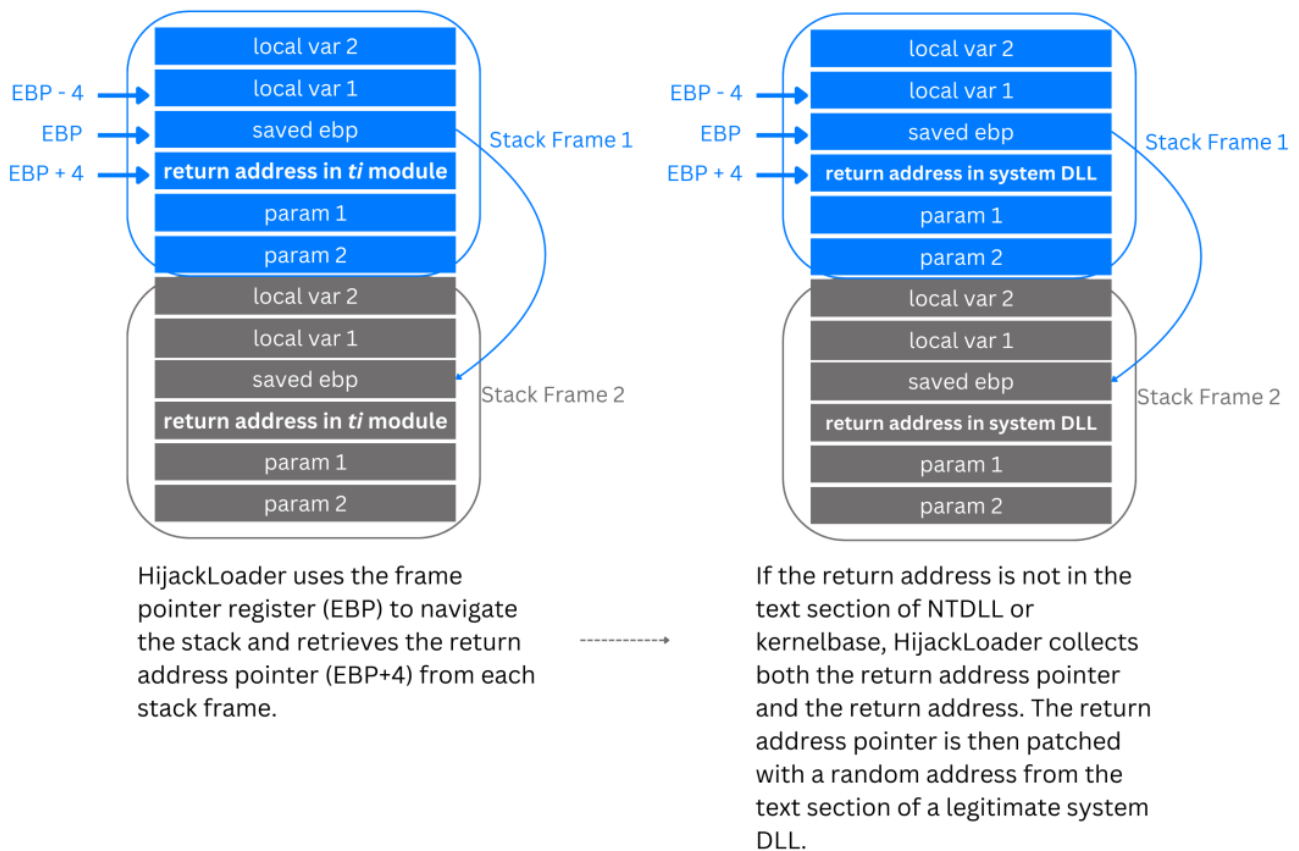 local var 2
local var 1
EBP - 4
saved ebp
EBP
Stack Frame 1
return address in ti module
EBP + 4
param 1
param 2
local var 2
local var 1
saved ebp
Stack Frame 2
return address in ti module
param 1
param 2
HijackLoader uses the frame
pointer register (EBP) to navigate
the stack and retrieves the return
address pointer (EBP+4) from each
stack frame.
local var 2
local var 1
EBP - 4
saved ebp
EBP
Stack Frame 1
return address in system DLL
EBP + 4
param 1
param 2
local var 2
local var 1
saved ebp
Stack Frame 2
return address in system DLL
param 1
param 2
If the return address is not in the
text section of NTDLL or
kernelbase, HijackLoader collects
both the return address pointer
and the return address. The return
address pointer is then patched
with a random address from the
text section of a legitimate system
DLL.